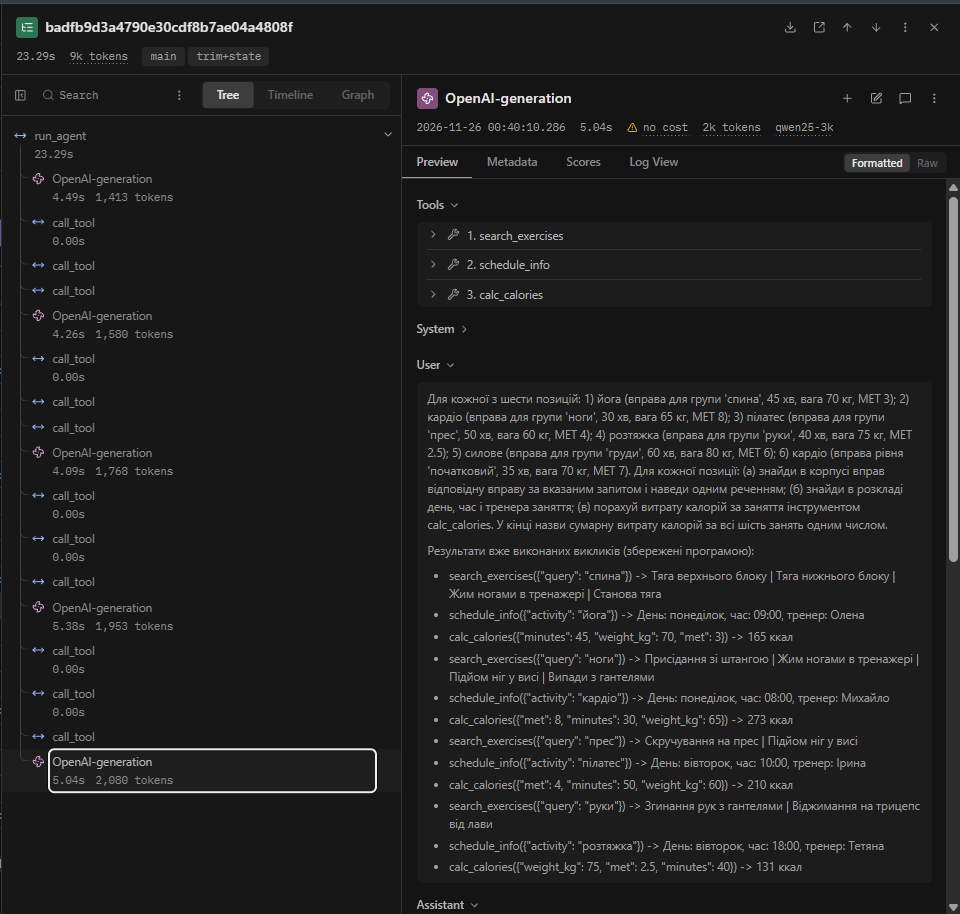 badfb9d3a4790e30cdf8b7ae04a4808f
23.29s 9k tokens main trim+state
Search
Tree Timeline Graph
run_agent
23.29s
OpenAI-generation
4.49s 1,413 tokens
call_tool
0.00s
call_tool
call_tool
OpenAI-generation
4.26s 1,580 tokens
call_tool
0.00s
call_tool
call_tool
OpenAI-generation
4.09s 1,768 tokens
call_tool
0.00s
call_tool
0.00s
call_tool
OpenAI-generation
5.38s 1,953 tokens
call_tool
0.00s
call_tool
0.00s
call_tool
OpenAI-generation
5.04s 2,080 tokens
OpenAI-generation
2026-11-26 00:40:10.286 5.04s no cost 2k tokens qwen25-3k
Preview Metadata Scores Log View Formatted Raw
Tools
1. search_exercises
2. schedule_info
3. calc_calories
System
User
Для кожної з шести позицій: 1) йога (вправа для групи 'спина', 45 хв, вага 70 кг, MET 3); 2)
кардіо (вправа для групи 'ноги', 30 хв, вага 65 кг, MET 8); 3) пілатес (вправа для групи
'прес', 50 хв, вага 60 кг, MET 4); 4) розтяжка (вправа для групи 'руки', 40 хв, вага 75 кг, MET
2.5); 5) силове (вправа для групи 'груди', 60 хв, вага 80 кг, MET 6); 6) кардіо (вправа рівня
'початковий', 35 хв, вага 70 кг, MET 7). Для кожної позиції: (а) знайди в корпусі вправ
відповідну вправу за вказаним запитом і наведи одним реченням; (б) знайди в розкладі
день, час і тренера заняття; (в) порахуй витрату калорій за заняття інструментом
calc_calories. У кінці назви сумарну витрату калорій за всі шість занять одним числом.
Результати вже виконаних викликів (збережені програмою):
• search_exercises({"query": "спина"}) -> Тяга верхнього блоку | Тяга нижнього блоку |
Жим ногами в тренажері | Станова тяга
• schedule_info({"activity": "йога"}) -> День: понеділок, час: 09:00, тренер: Олена
• calc_calories({"minutes": 45, "weight_kg": 70, "met": 3}) -> 165 ккал
• search_exercises({"query": "ноги"}) -> Присідання зі штангою | Жим ногами в тренажері |
Підйом ніг у висі | Випади з гантелями
• schedule_info({"activity": "кардіо"}) -> День: понеділок, час: 08:00, тренер: Михайло
• calc_calories({"met": 8, "minutes": 30, "weight_kg": 65}) -> 273 ккал
• search_exercises({"query": "прес"}) -> Скручування на прес | Підйом ніг у висі
• schedule_info({"activity": "пілатес"}) -> День: вівторок, час: 10:00, тренер: Ірина
• calc_calories({"met": 4, "minutes": 50, "weight_kg": 60}) -> 210 ккал
• search_exercises({"query": "руки"}) -> Згинання рук з гантелями | Віджимання на трицепс
від лави
• schedule_info({"activity": "розтяжка"}) -> День: вівторок, час: 18:00, тренер: Тетяна
• calc_calories({"weight_kg": 75, "met": 2.5, "minutes": 40}) -> 131 ккал
Assistant